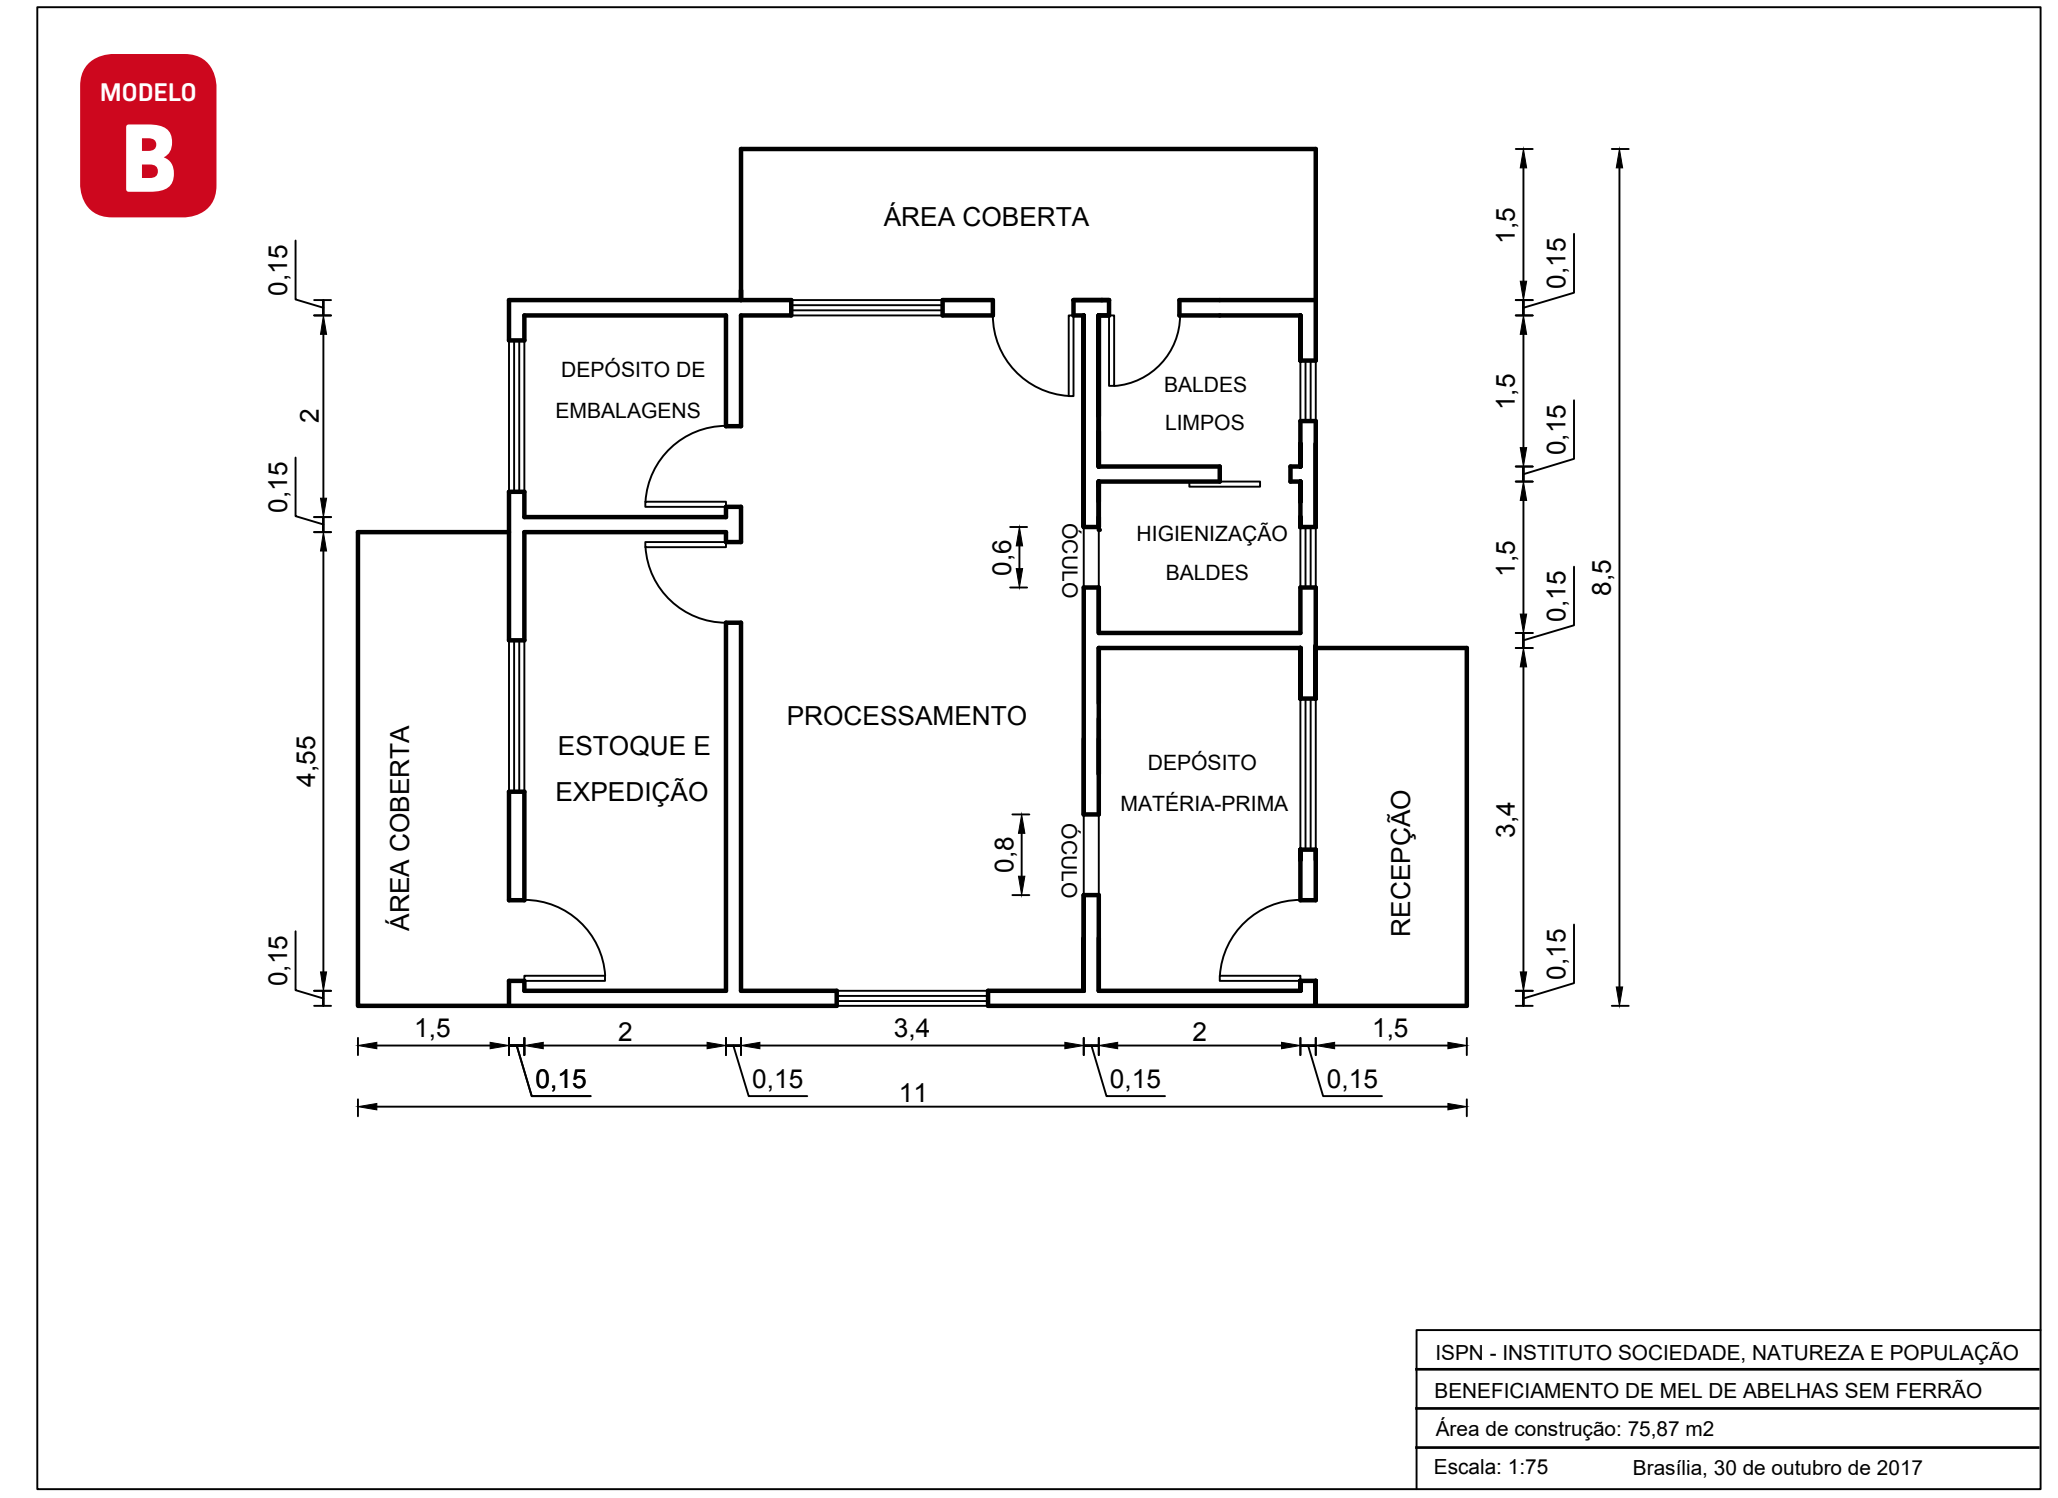 MODELO
B
ÁREA COBERTA
1,5
0,15
0,15
DEPÓSITO DE
EMBALAGENS
BALDES
LIMPOS
1,5
2
0,15
0,15
HIGIENIZAÇÃO
BALDES
ÓCULO
0,6
1,5
0,15
8,5
PROCESSAMENTO
ESTOQUE E
EXPEDIÇÃO
ÁREA COBERTA
4,55
DEPÓSITO
MATÉRIA-PRIMA
ÓCULO
0,8
RECEPÇÃO
3,4
0,15
0,15
1,5
2
3,4
2
1,5
0,15
0,15
0,15
0,15
11
ISPN - INSTITUTO SOCIEDADE, NATUREZA E POPULAÇÃO
BENEFICIAMENTO DE MEL DE ABELHAS SEM FERRÃO
Área de construção: 75,87 m2
Escala: 1:75 Brasília, 30 de outubro de 2017